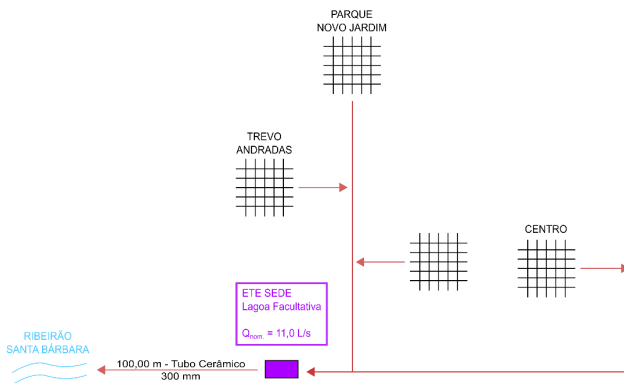 PARQUE
NOVO JARDIM
TREVO
ANDRADAS
CENTRO
ETE SEDE
Lagoa Facultativa
Qnom. = 11,0 L/s
RIBEIRÃO
SANTA BÁRBARA
100,00 m - Tubo Cerâmico
300 mm